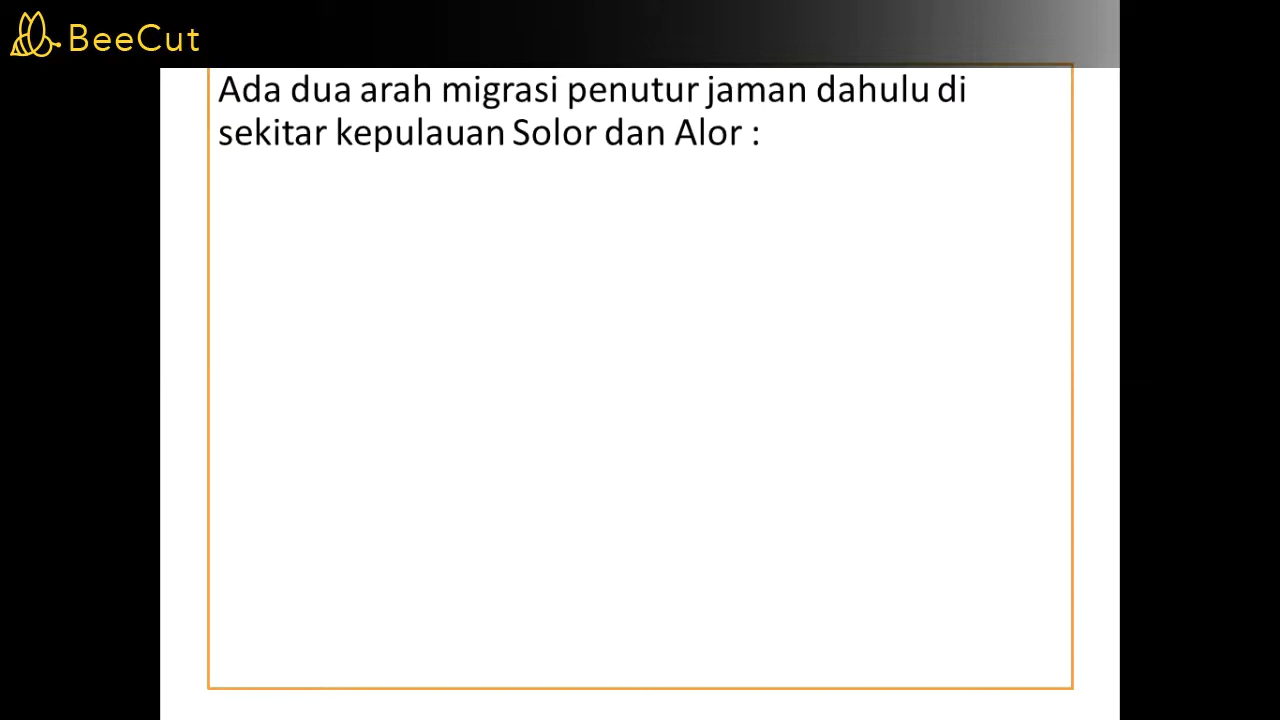 BeeCut
Ada dua arah migrasi penutur jaman dahulu di
sekitar kepulauan Solor dan Alor :